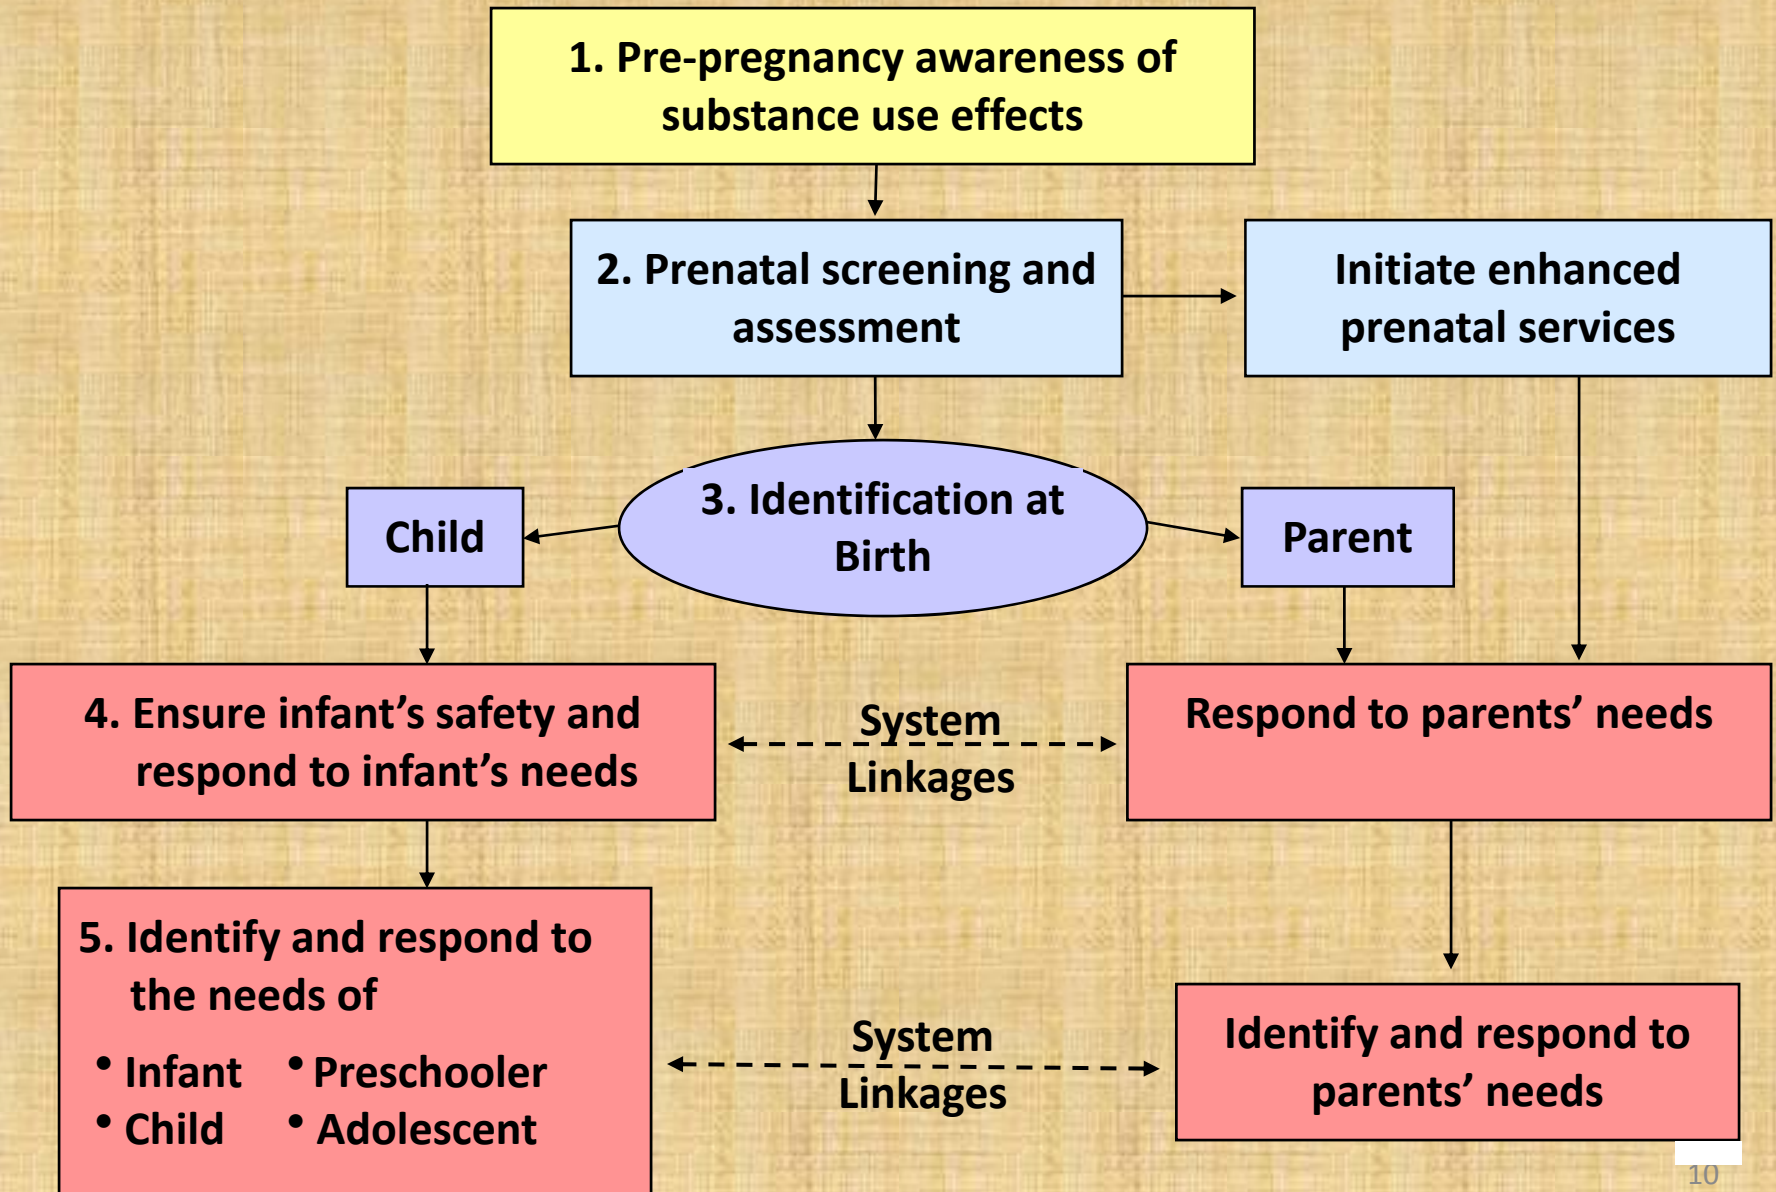 1. Pre-pregnancy awareness of
substance use effects
2. Prenatal screening and
assessment
Initiate enhanced
prenatal services
3. Identification at
Birth
Child
Parent
4. Ensure infant’s safety and
respond to infant’s needs
System
Linkages
Respond to parents’ needs
5. Identify and respond to
the needs of
• Infant • Preschooler
• Child • Adolescent
System
Linkages
Identify and respond to
parents’ needs
10